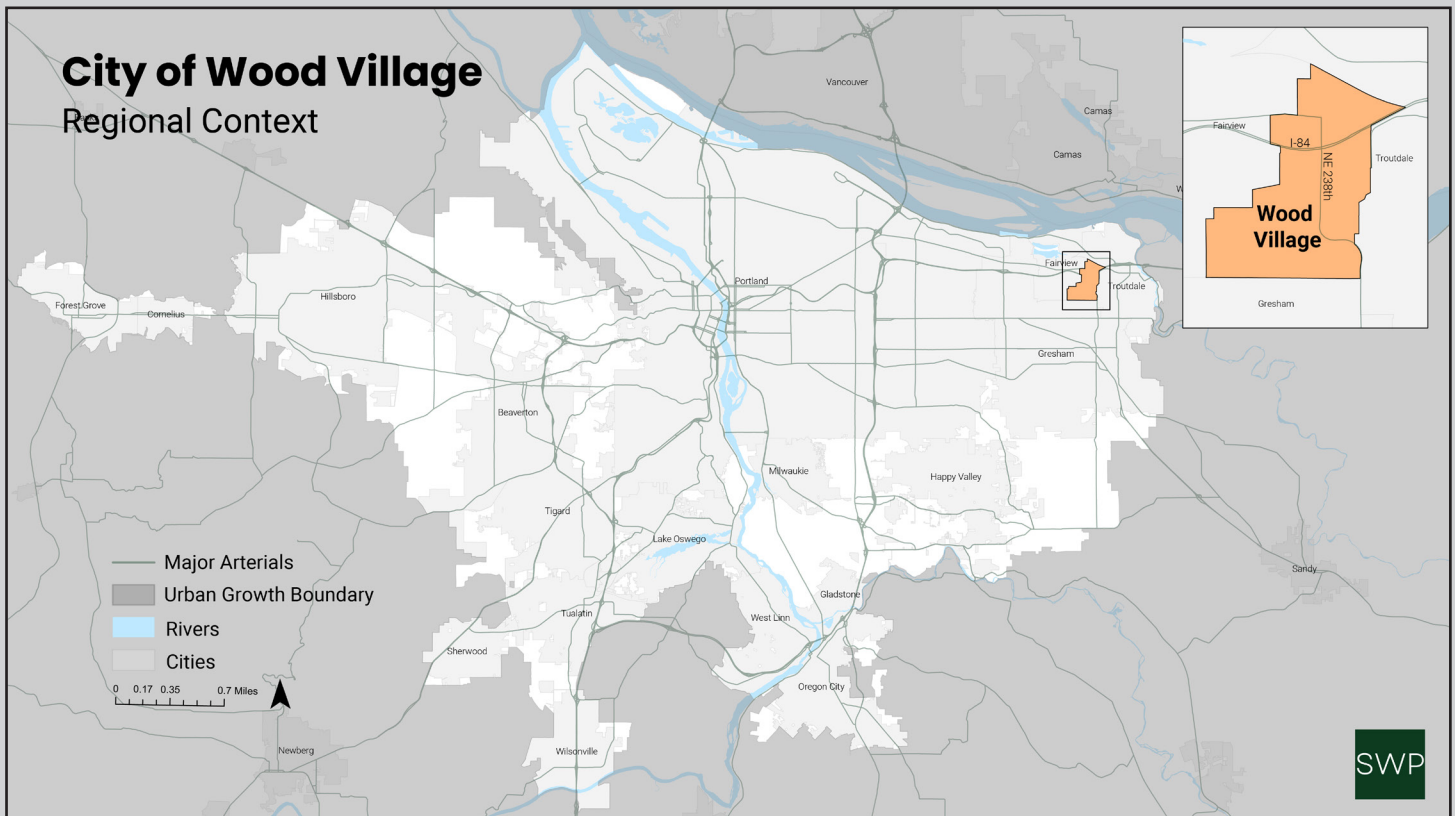 City of Wood Village
Regional Context
Vancouver
Camas
Camas
Portland
Fairview
Troutdale
Gresham
Hillsboro
Forest Grove
Cornelius
Beaverton
Milwaukie
Happy Valley
Tigard
Lake Oswego
Gladstone
West Linn
Tualatin
Sherwood
Oregon City
Wilsonville
Newberg
Sandy
Major Arterials
Urban Growth Boundary
Rivers
Cities
0 0.17 0.35 0.7 Miles
Fairview
I-84
Troutdale
NE 238th
Wood
Village
Gresham
SWP